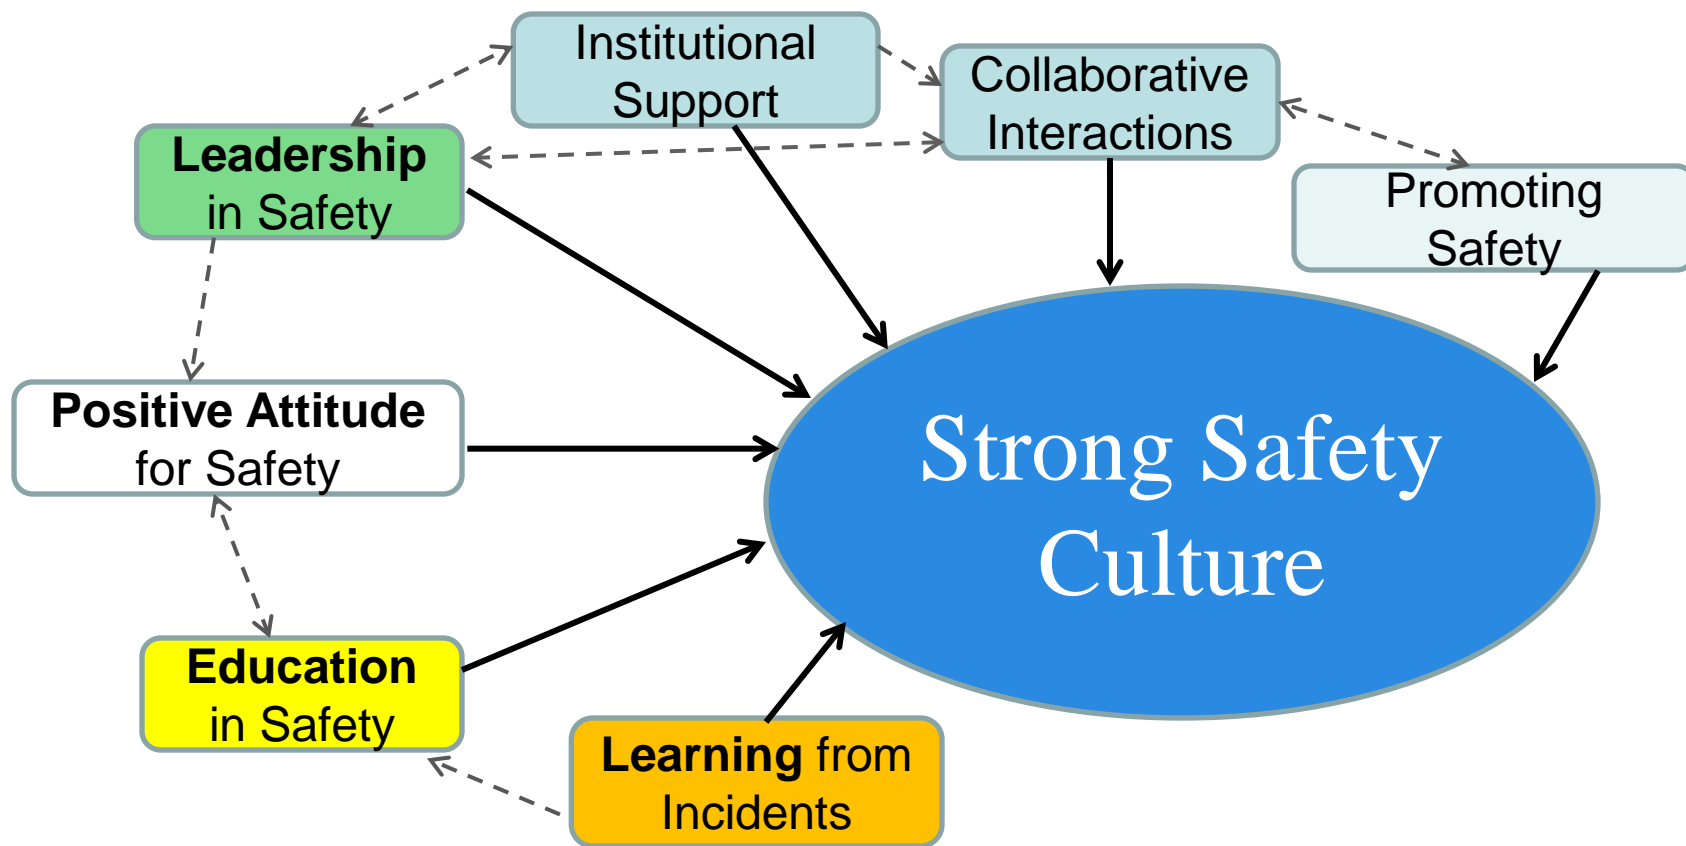 Institutional
Support
Collaborative
Interactions
Leadership
in Safety
Promoting
Safety
Positive Attitude
for Safety
Strong Safety
Culture
Education
in Safety
Learning from
Incidents